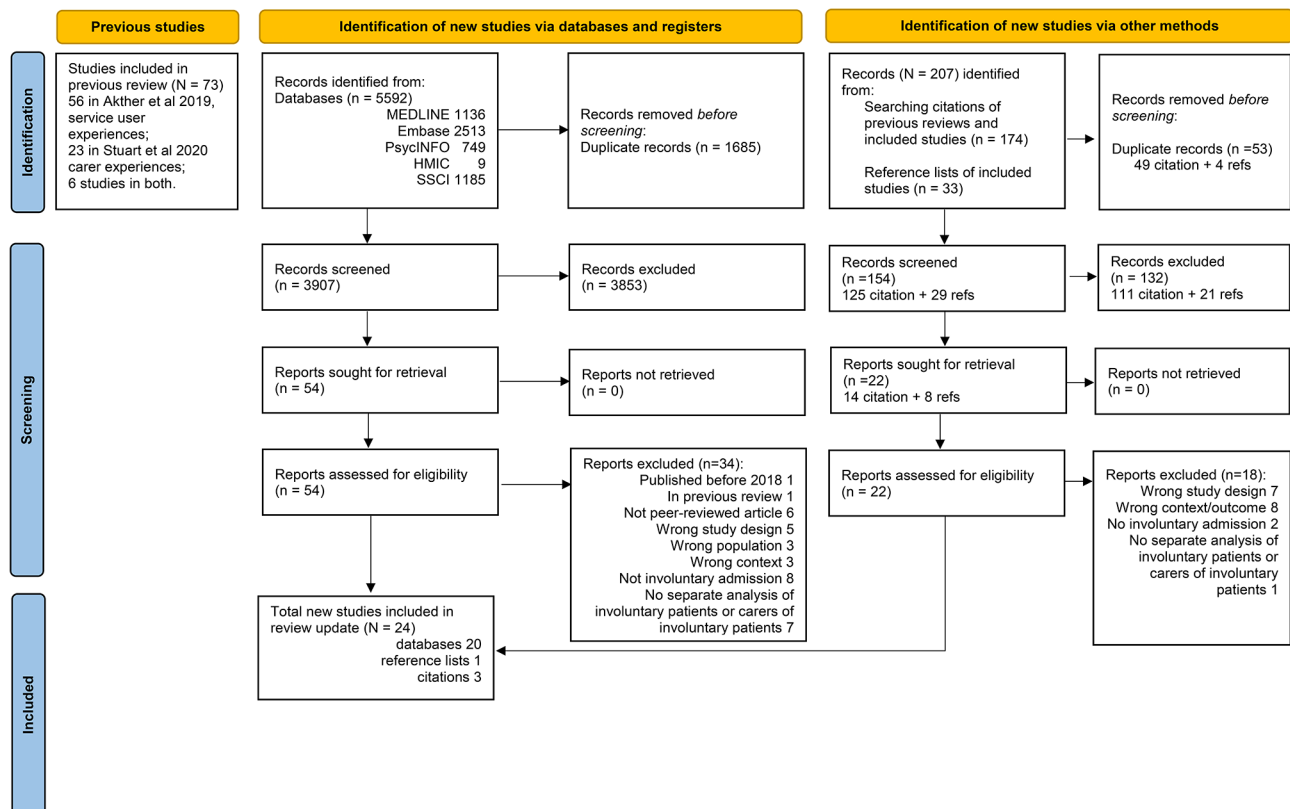 Previous studies
Identification of new studies via databases and registers
Identification of new studies via other methods
Identification
Studies included in
previous review (N = 73)
56 in Akther et al 2019,
service user
experiences;
23 in Stuart et al 2020
carer experiences;
6 studies in both.
Records identified from:
Databases (n = 5592)
MEDLINE 1136
Embase 2513
PsycINFO 749
HMIC 9
SSCI 1185
Records removed before
screening:
Duplicate records (n = 1685)
Records (N = 207) identified
from:
Searching citations of
previous reviews and
included studies (n = 174)
Reference lists of included
studies (n = 33)
Records removed before
screening:
Duplicate records (n =53)
49 citation + 4 refs
Screening
Records screened
(n = 3907)
Records excluded
(n = 3853)
Records screened
(n =154)
125 citation + 29 refs
Records excluded
(n = 132)
111 citation + 21 refs
Reports sought for retrieval
(n = 54)
Reports not retrieved
(n = 0)
Reports sought for retrieval
(n =22)
14 citation + 8 refs
Reports not retrieved
(n = 0)
Reports assessed for eligibility
(n = 54)
Reports excluded (n=34):
Published before 2018 1
In previous review 1
Not peer-reviewed article 6
Wrong study design 5
Wrong population 3
Wrong context 3
Not involuntary admission 8
No separate analysis of
involuntary patients or carers of
involuntary patients 7
Reports assessed for eligibility
(n = 22)
Reports excluded (n=18):
Wrong study design 7
Wrong context/outcome 8
No involuntary admission 2
No separate analysis of
involuntary patients or
carers of involuntary
patients 1
Included
Total new studies included in
review update (N = 24)
databases 20
reference lists 1
citations 3